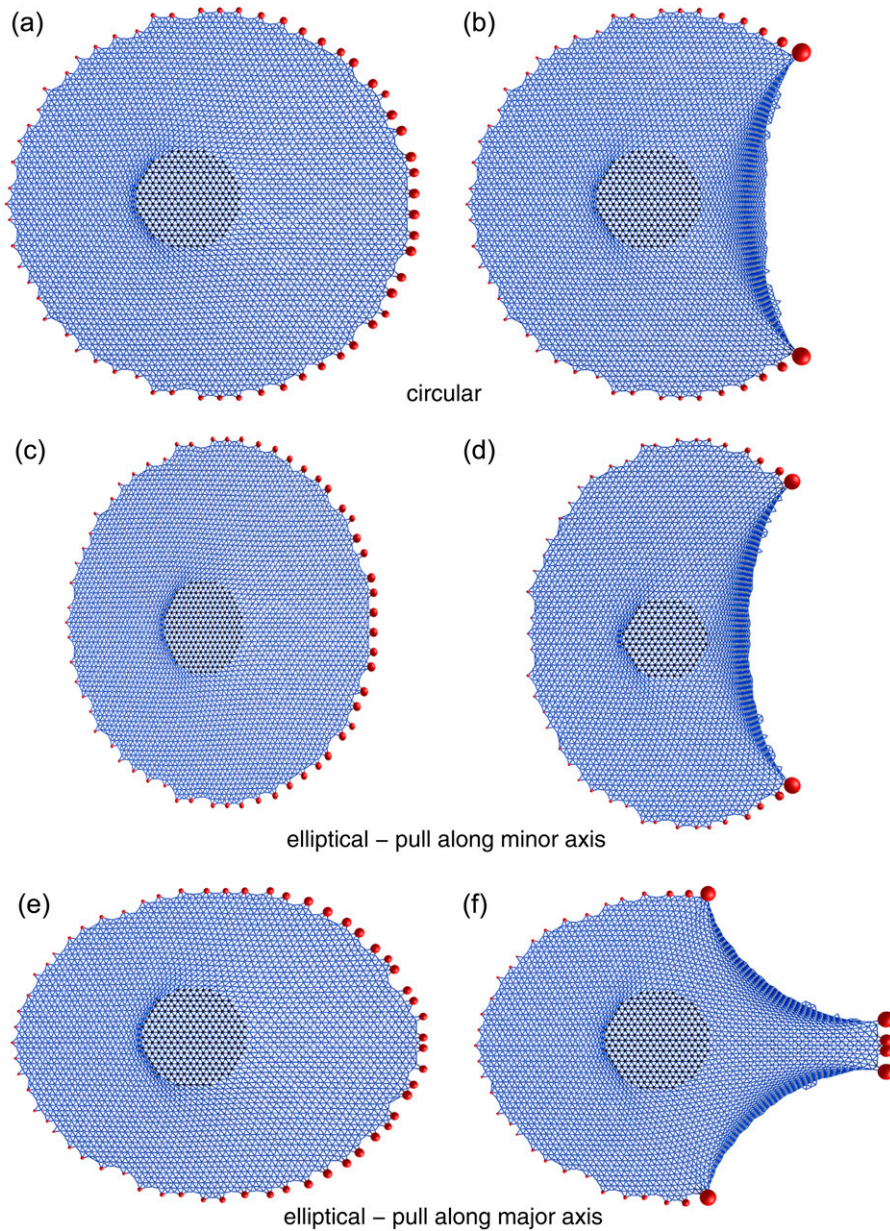 (a)
(b)
circular
(c)
(d)
elliptical – pull along minor axis
(e)
(f)
elliptical – pull along major axis